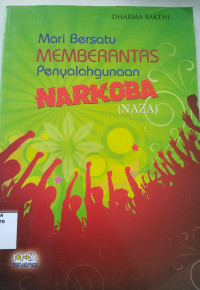 DHARMA BAKTHI
Mari Bersatu
MEMBERANTAS
Penyalahgunaan
NARKOBA
(NAZA)